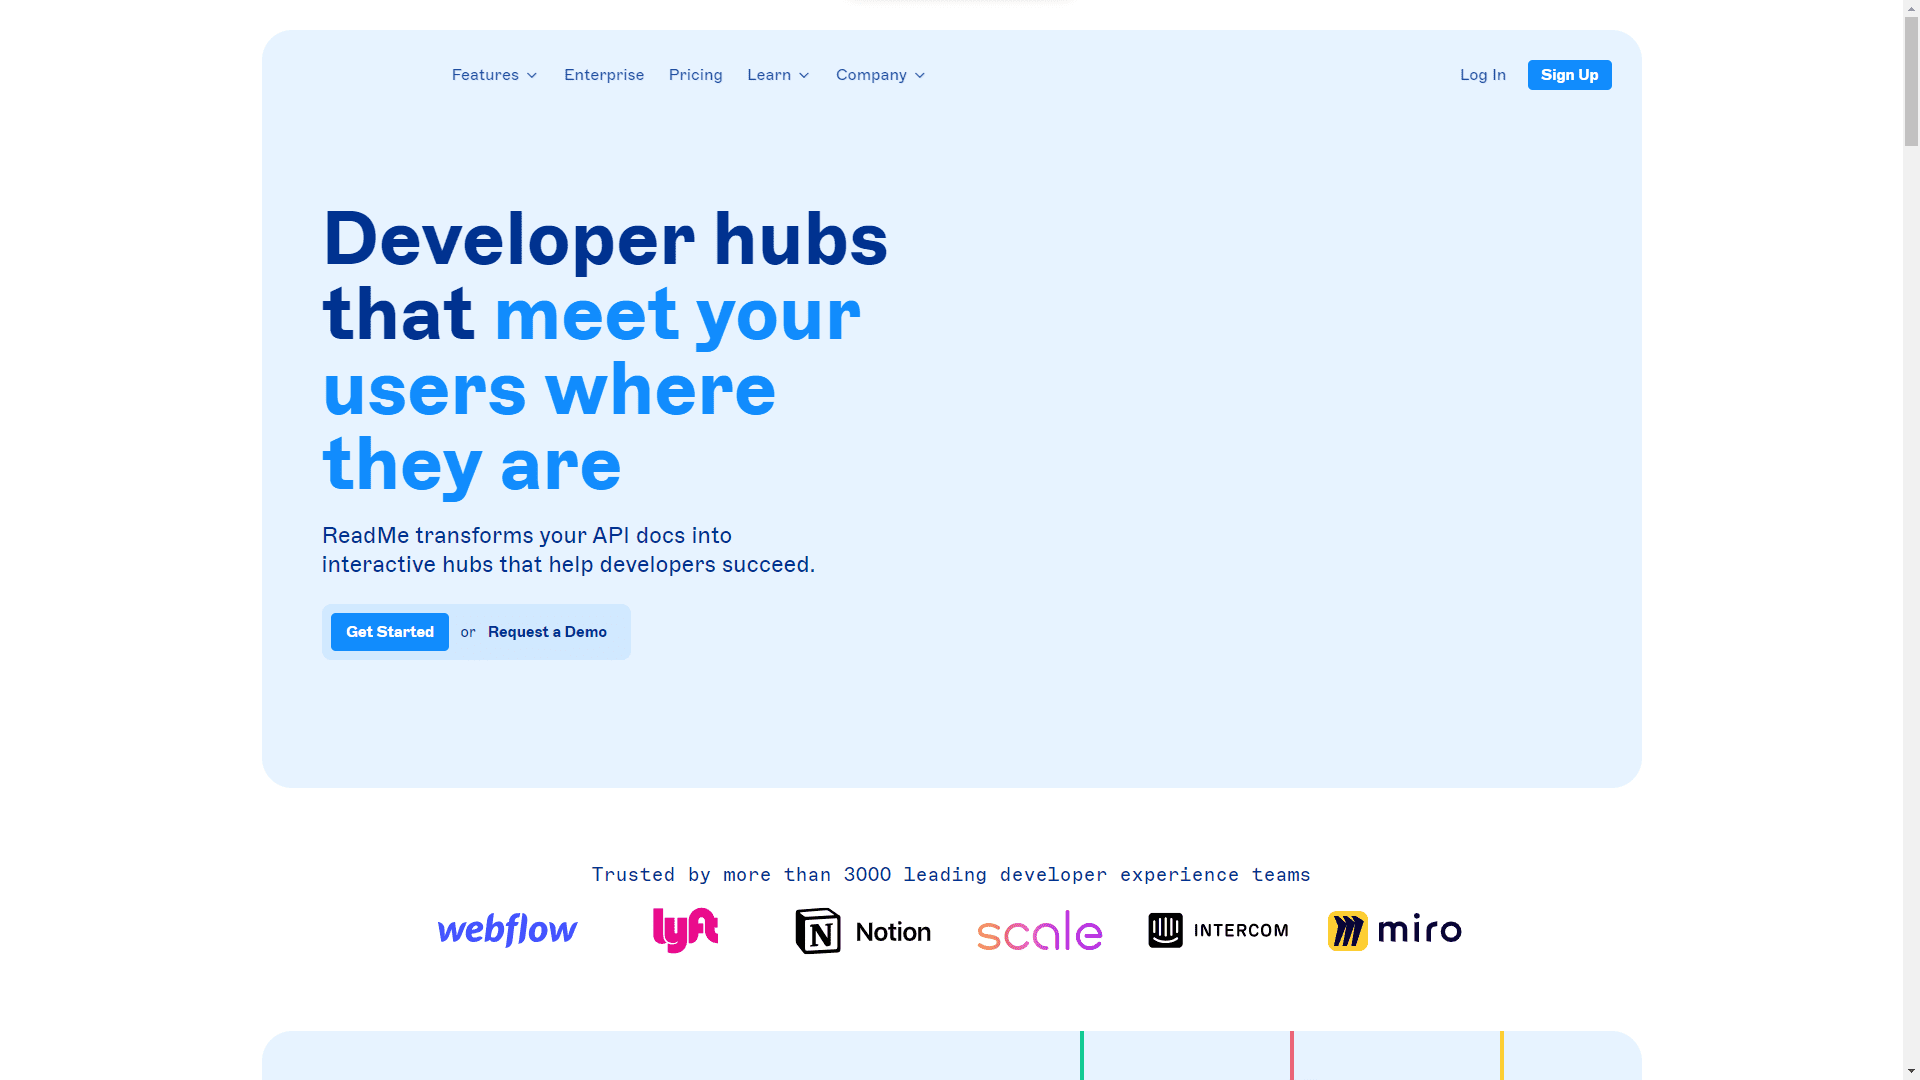 Features Enterprise Pricing Learn Company Log In Sign Up
Developer hubs
that meet your
users where
they are
ReadMe transforms your API docs into
interactive hubs that help developers succeed.
Get Started or Request a Demo
Trusted by more than 3000 leading developer experience teams
webflow lyft N Notion scale INTERCOM miro